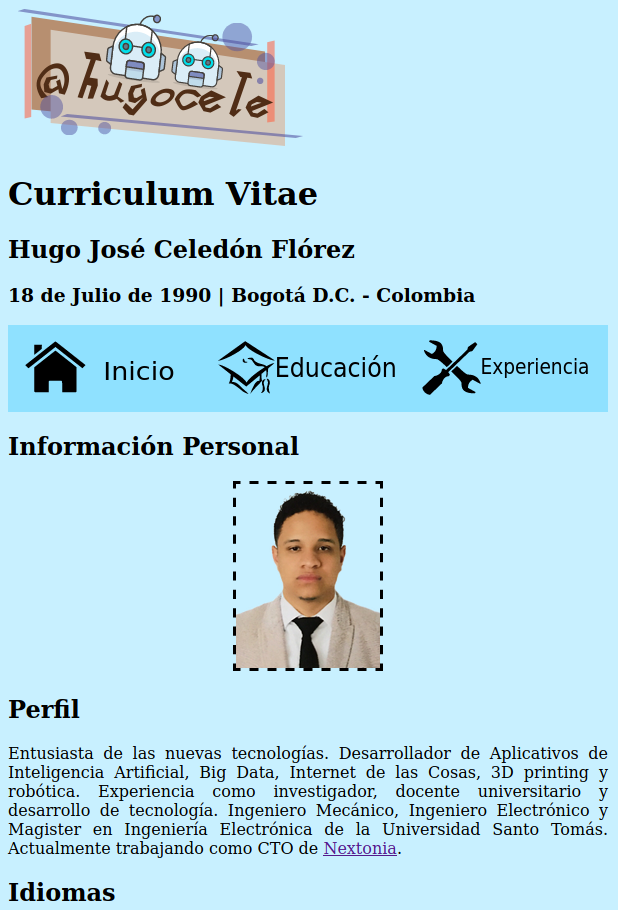 @hugocele
Curriculum Vitae
Hugo José Celedón Flórez
18 de Julio de 1990 | Bogotá D.C. - Colombia
Inicio Educación Experiencia
Información Personal
Perfil
Entusiasta de las nuevas tecnologías. Desarrollador de Aplicativos de
Inteligencia Artificial, Big Data, Internet de las Cosas, 3D printing y
robótica. Experiencia como investigador, docente universitario y
desarrollo de tecnología. Ingeniero Mecánico, Ingeniero Electrónico y
Magister en Ingeniería Electrónica de la Universidad Santo Tomás.
Actualmente trabajando como CTO de Nextonia.
Idiomas